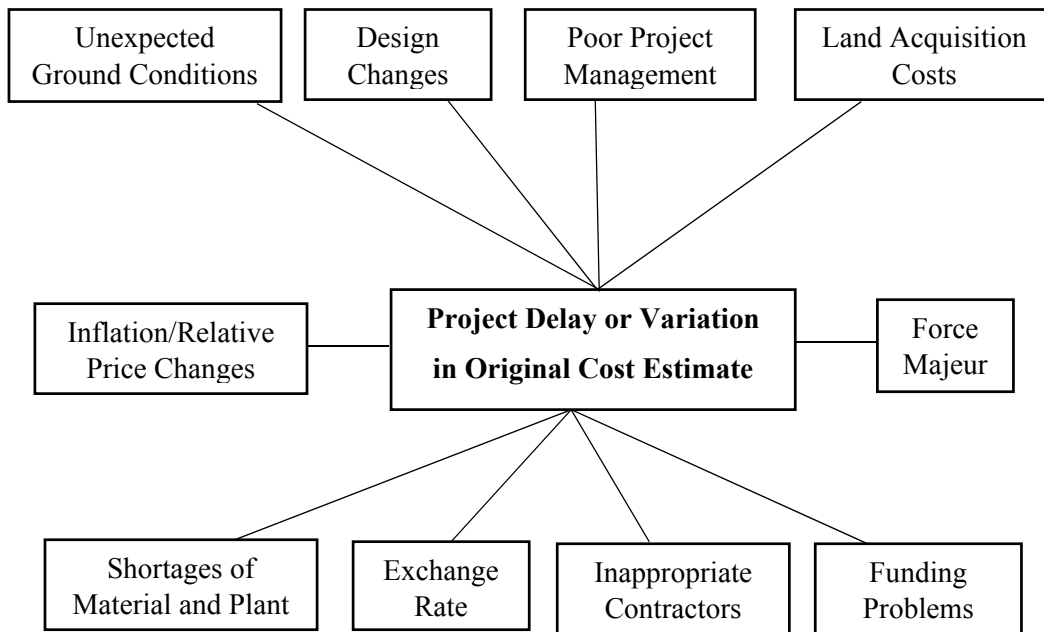 Unexpected
Ground Conditions
Design
Changes
Poor Project
Management
Land Acquisition
Costs
Inflation/Relative
Price Changes
Project Delay or Variation
in Original Cost Estimate
Force
Majeur
Shortages of
Material and Plant
Exchange
Rate
Inappropriate
Contractors
Funding
Problems